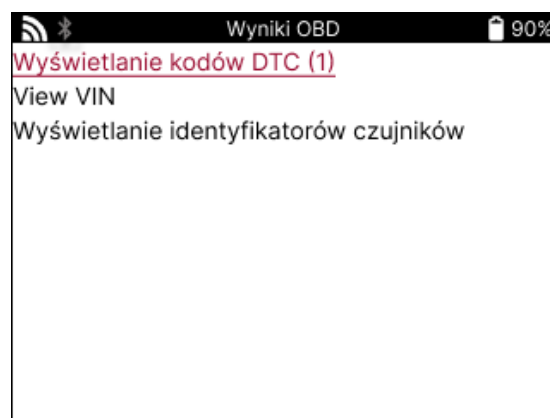 Wyniki OBD 90%
Wyświetlanie kodów DTC (1)
View VIN
Wyświetlanie identyfikatorów czujników